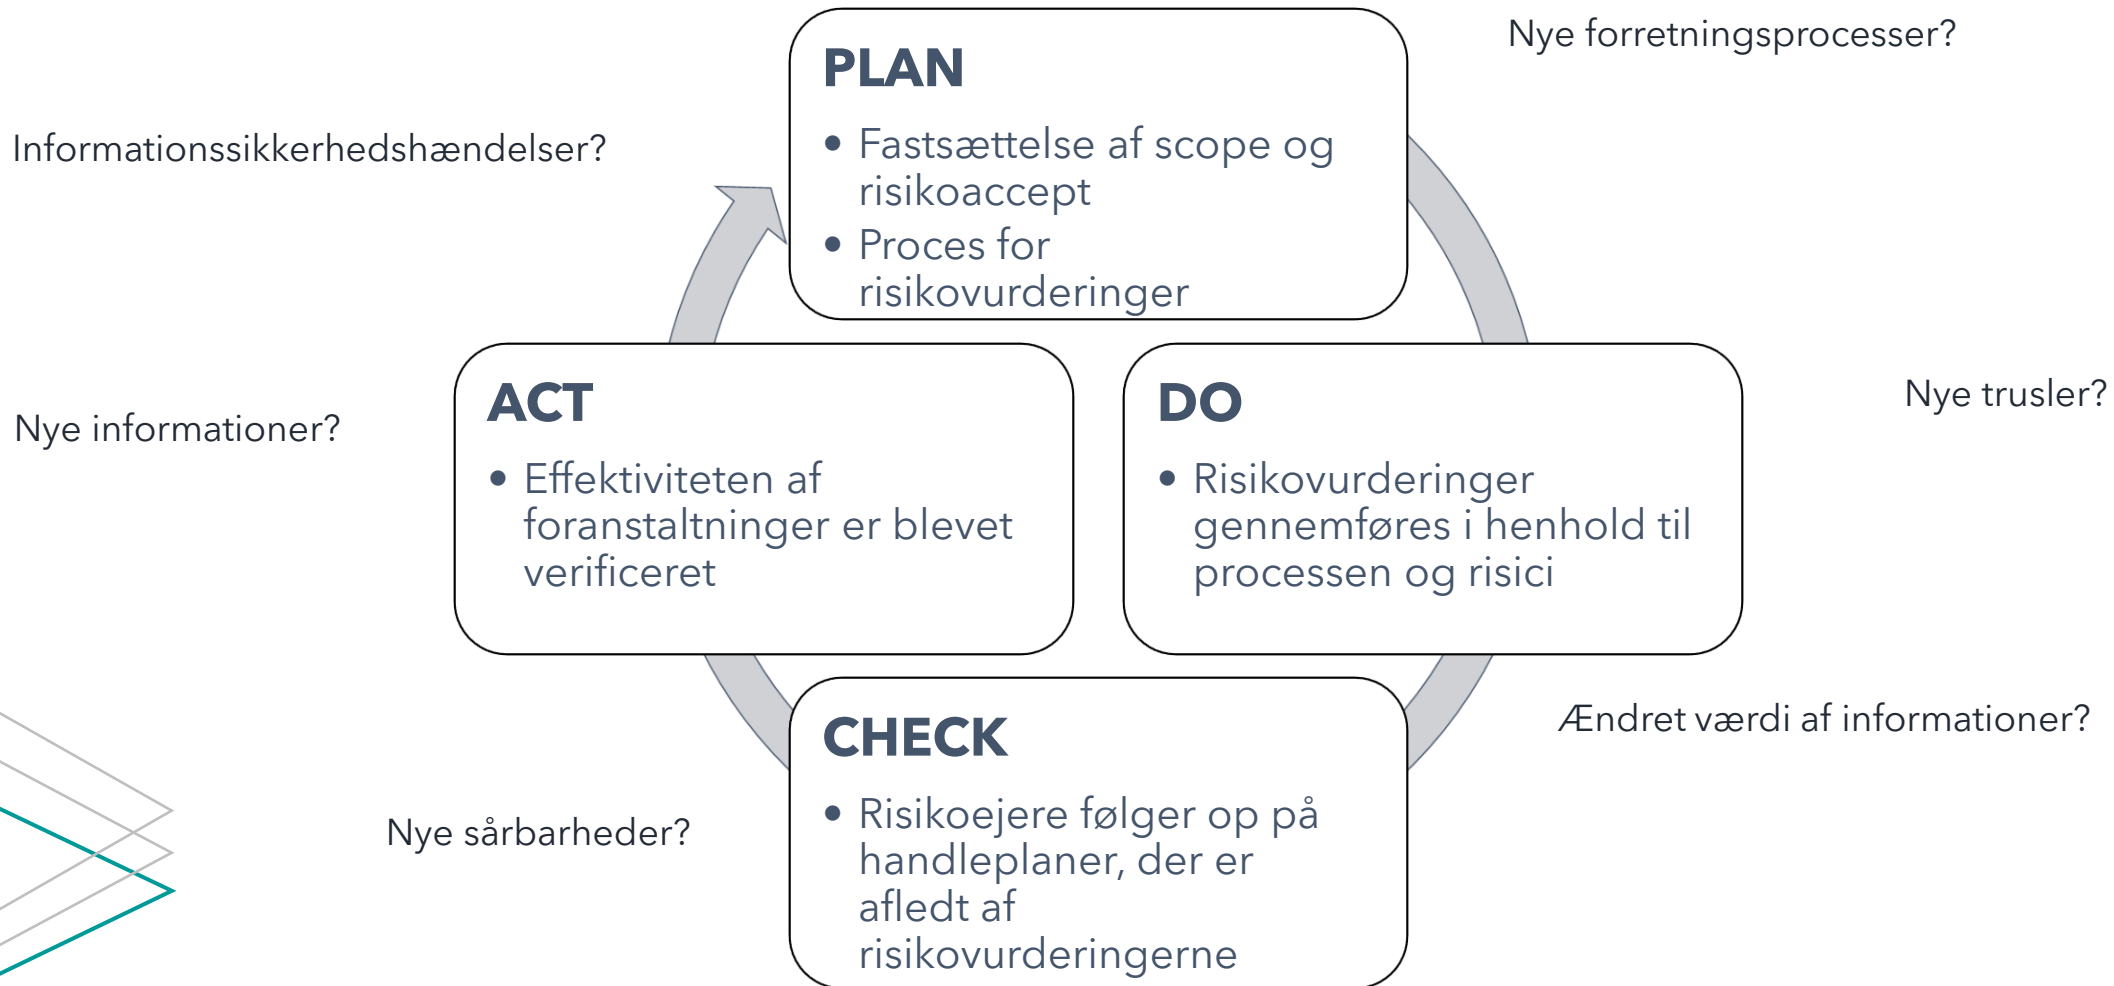 Nye forretningsprocesser?
PLAN
• Fastsættelse af scope og
risikoaccept
• Proces for
risikovurderinger
Informationssikkerhedshændelser?
Nye informationer?
ACT
• Effektiviteten af
foranstaltninger er blevet
verificeret
DO
• Risikovurderinger
gennemføres i henhold til
processen og risici
Nye trusler?
Ændret værdi af informationer?
CHECK
• Risikoejere følger op på
handleplaner, der er
afledt af
risikovurderingerne
Nye sårbarheder?